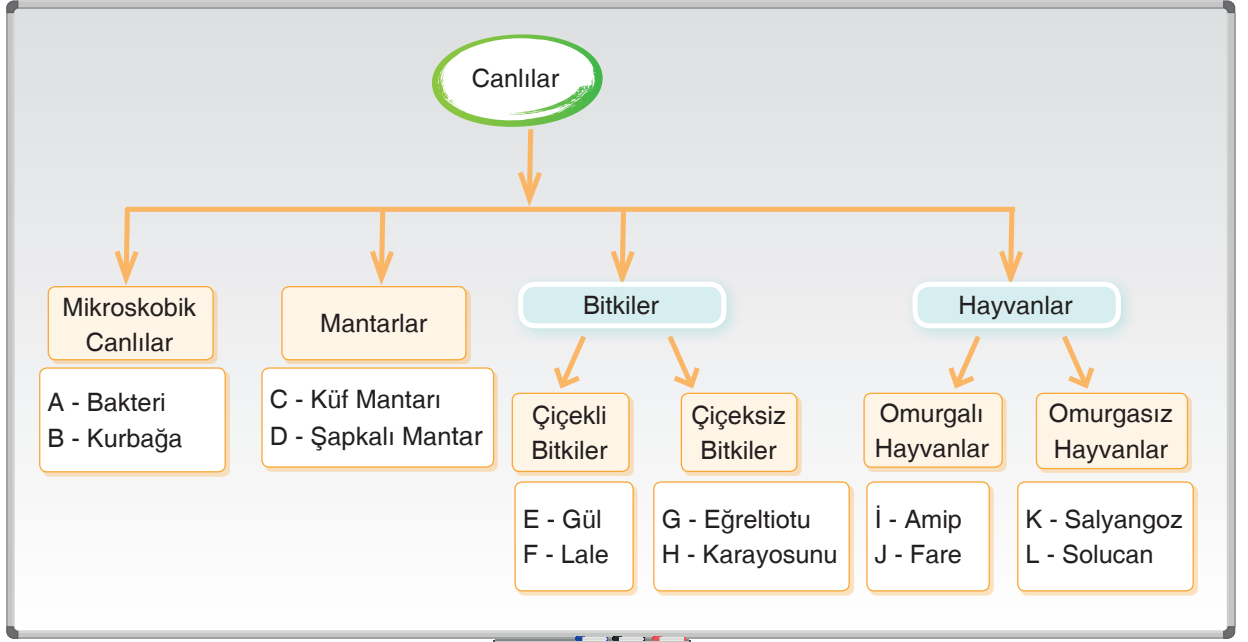 Canlılar
Mikroskobik
Canlılar
Mantarlar
Bitkiler
Hayvanlar
A - Bakteri
B - Kurbağa
C - Küf Mantarı
D - Şapkalı Mantar
Çiçekli
Bitkiler
Çiçeksiz
Bitkiler
Omurgalı
Hayvanlar
Omurgasız
Hayvanlar
E - Gül
F - Lale
G - Eğreltiotu
H - Karayosunu
İ - Amip
J - Fare
K - Salyangoz
L - Solucan